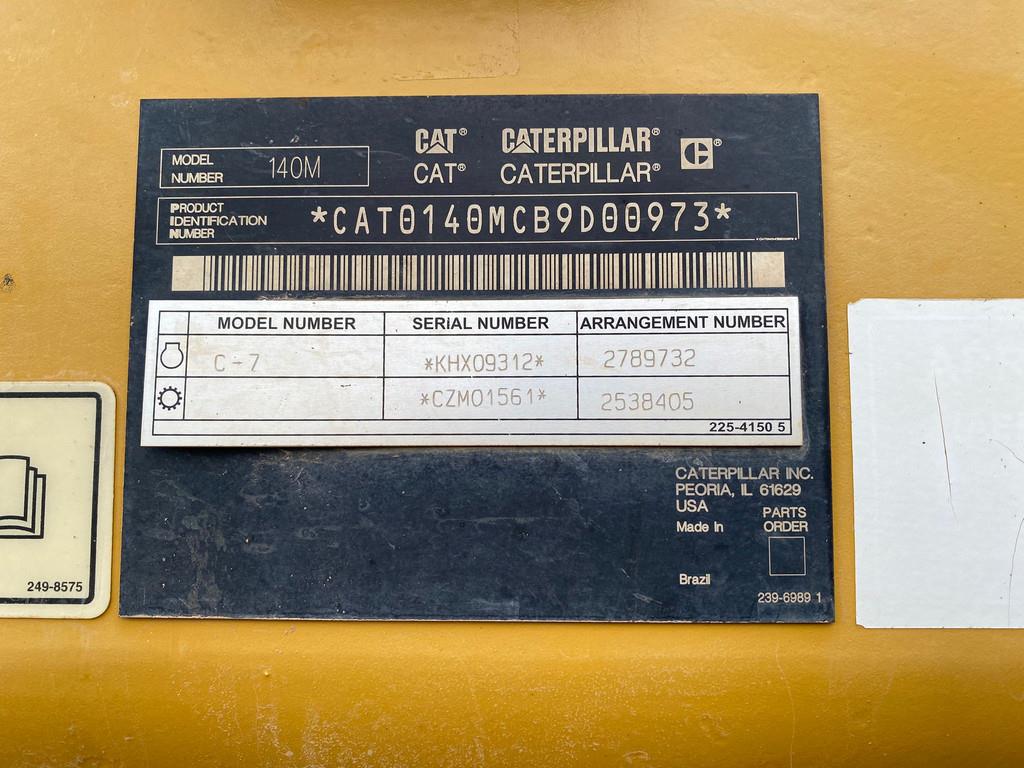 CAT® CATERPILLAR®
CAT® CATERPILLAR®
MODEL
NUMBER 140M
PRODUCT
IDENTIFICATION
NUMBER
*CAT0140MCB9D00973*
MODEL NUMBER SERIAL NUMBER ARRANGEMENT NUMBER
C-7 *KHX09312* 2789732
*CZM01561* 2538405
225-4150 5
CATERPILLAR INC.
PEORIA, IL 61629
USA
Made In
PARTS
ORDER
Brazil
239-6989 1
249-8575